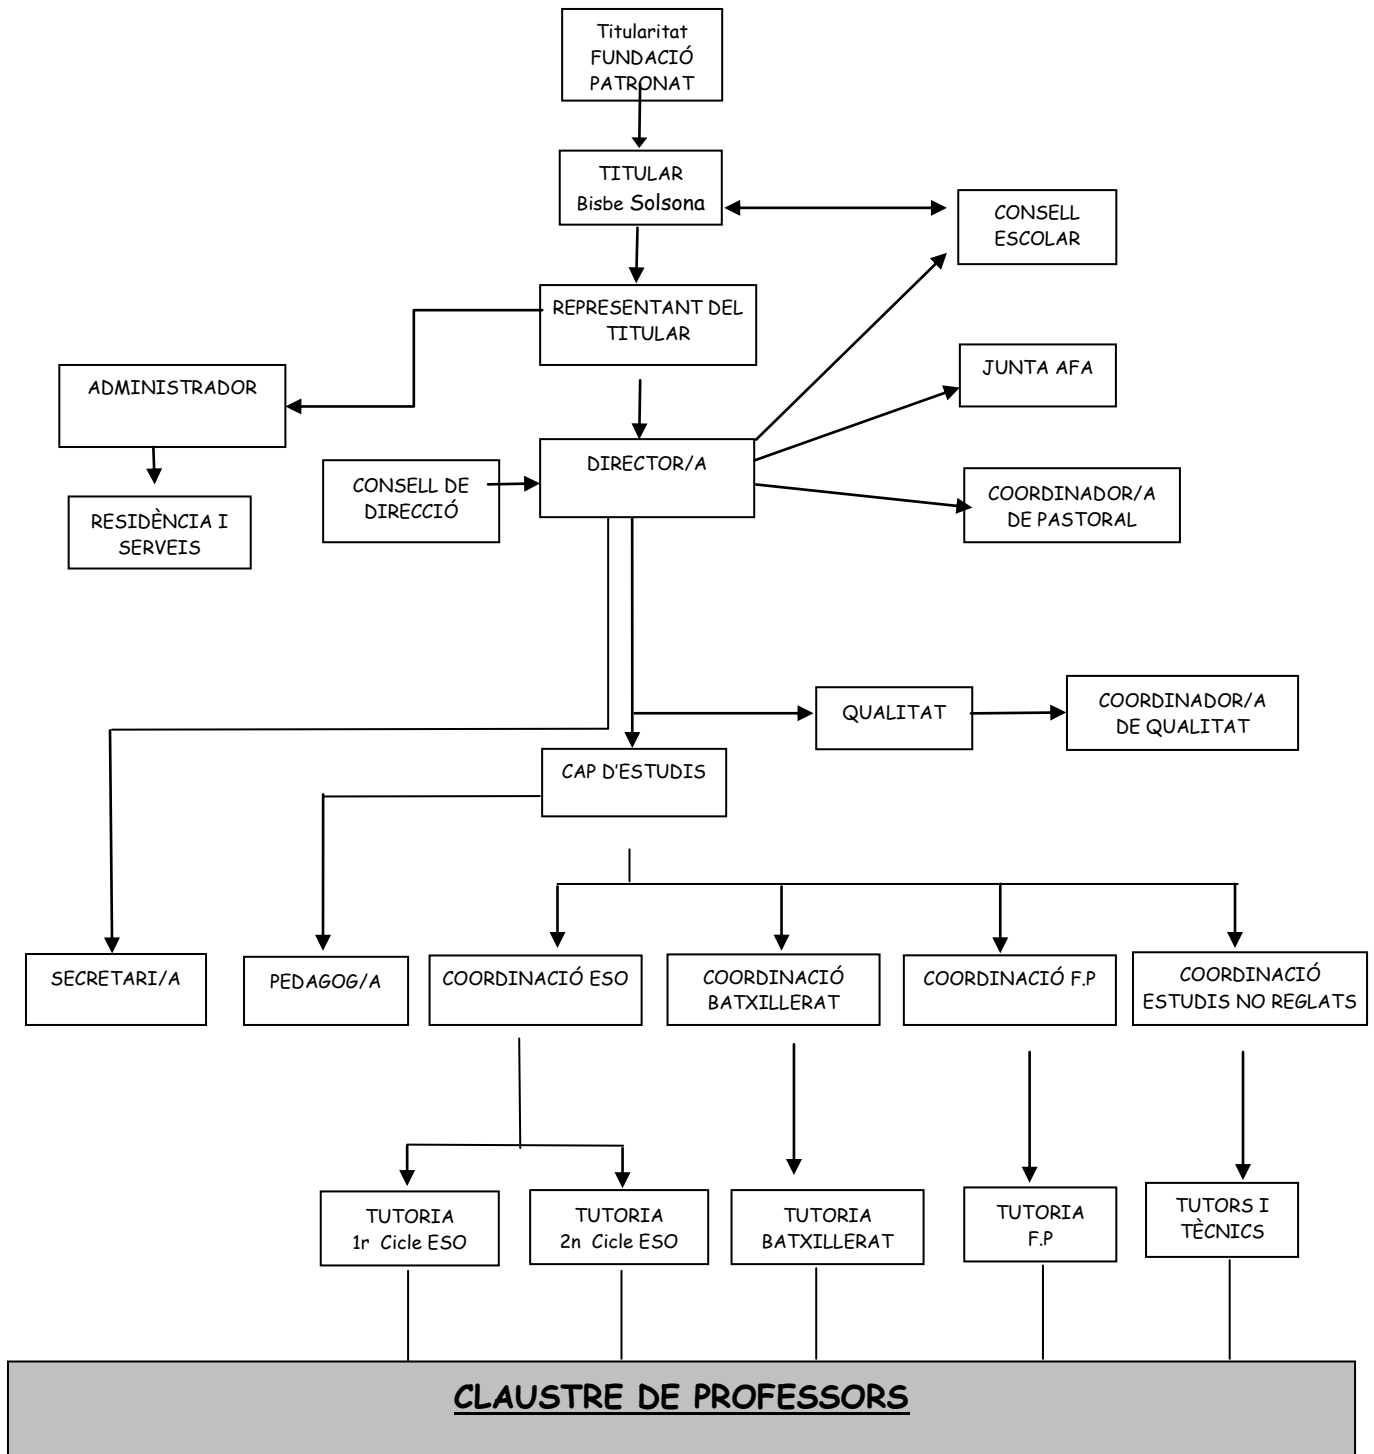 Titularitat
FUNDACIÓ
PATRONAT
TITULAR
Bisbe Solsona
CONSELL
ESCOLAR
REPRESENTANT DEL
TITULAR
JUNTA AFA
ADMINISTRADOR
DIRECTOR/A
CONSELL DE
DIRECCIÓ
COORDINADOR/A
DE PASTORAL
RESIDÈNCIA I
SERVEIS
QUALITAT
COORDINADOR/A
DE QUALITAT
CAP D'ESTUDIS
SECRETARI/A
PEDAGOG/A
COORDINACIÓ ESO
COORDINACIÓ
BATXILLERAT
COORDINACIÓ F.P
COORDINACIÓ
ESTUDIS NO REGLATS
TUTORIA
1r Cicle ESO
TUTORIA
2n Cicle ESO
TUTORIA
BATXILLERAT
TUTORIA
F.P
TUTORS I
TÈCNICS
CLAUSTRE DE PROFESSORS